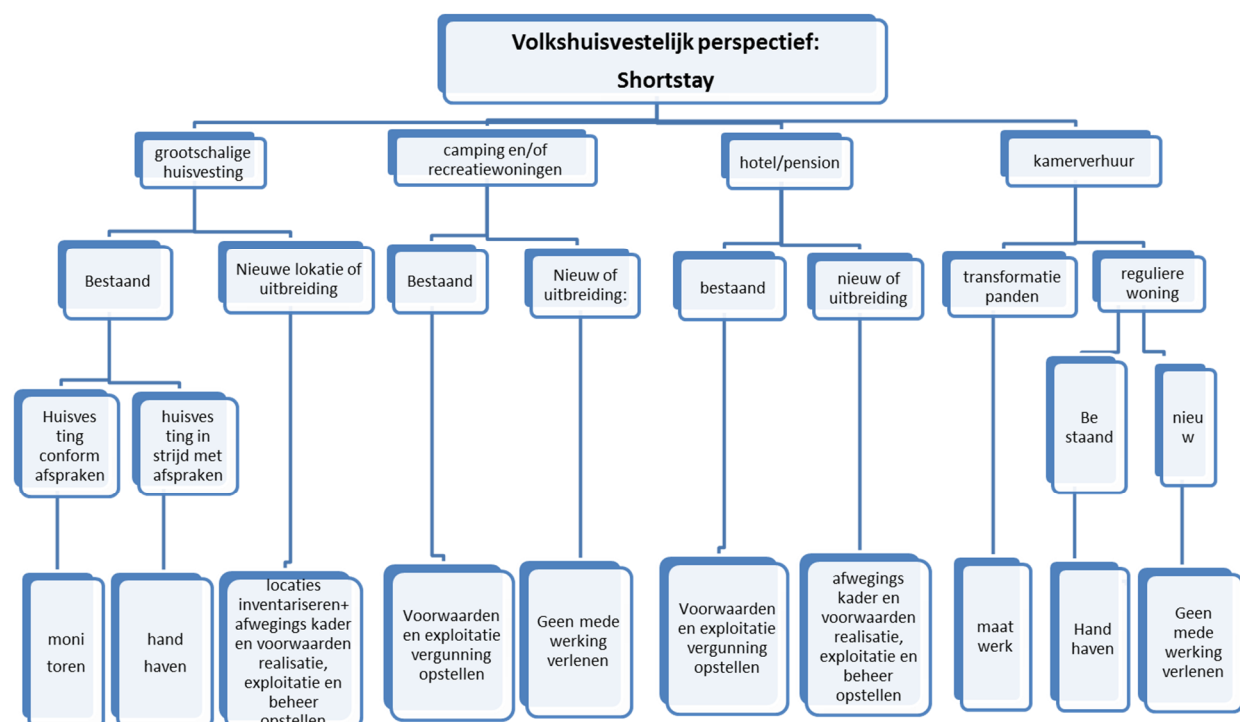 Volkshuisvestelijk perspectief:
Shortstay
grootschalige
huisvesting
camping en/of
recreatiewoningen
hotel/pension
kamerverhuur
Bestaand
Nieuwe lokatie of
uitbreiding
Bestaand
Nieuw of
uitbreiding:
bestaand
nieuw of
uitbreiding
transformatie
panden
reguliere
woning
Huisves
ting
conform
afspraken
huisves
ting in
strijd met
afspraken
Be
staand
nieu
w
moni
toren
hand
haven
locaties
inventariseren+
afwegings kader
en voorwaarden
realisatie,
exploitatie en
beheer
opstellen
Voorwaarden
en exploitatie
vergunning
opstellen
Geen mede
werking
verlenen
Voorwaarden
en exploitatie
vergunning
opstellen
afwegings
kader en
voorwaarden
realisatie,
exploitatie en
beheer
opstellen
maat
werk
Hand
haven
Geen
mede
werking
verlenen